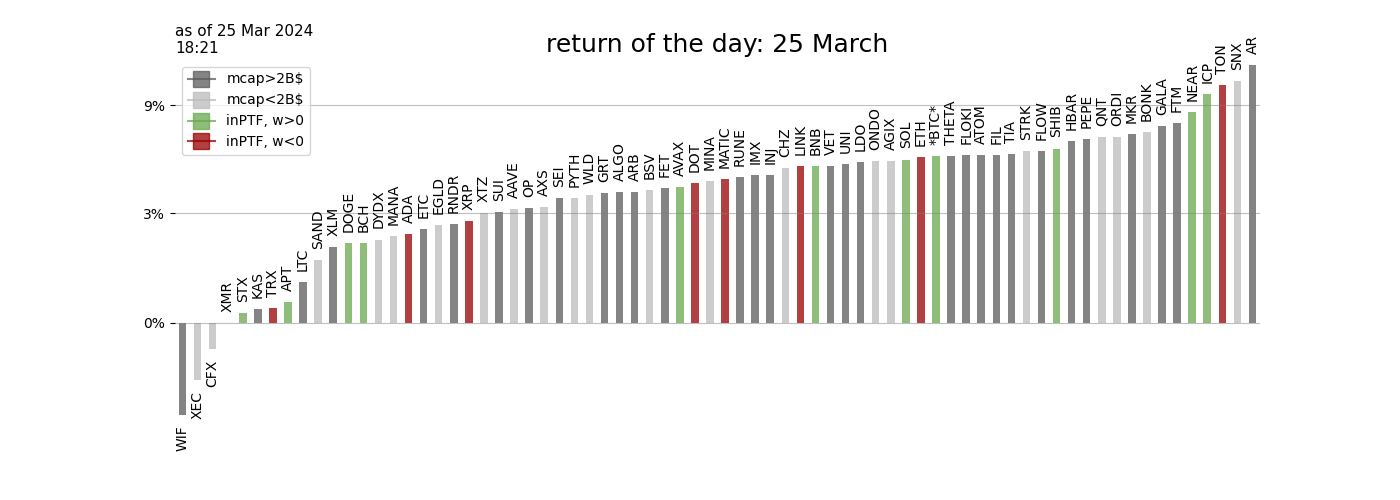 as of 25 Mar 2024
18:21
return of the day: 25 March
mcap>2B$
mcap<2B$
inPTF, w>0
inPTF, w<0
9%
3%
0%
WIF
XEC
CFX
XMR
STX
KAS
TRX
APT
LTC
SAND
XLM
DOGE
BCH
DYDX
MANA
ADA
ETC
EGLD
RNDR
XRP
XTZ
SUI
AAVE
OP
AXS
SEI
PYTH
WLD
GRT
ALGO
ARB
BSV
FET
AVAX
DOT
MINA
MATIC
RUNE
IMX
INJ
CHZ
LINK
BNB
VET
UNI
LDO
ONDO
AGIX
SOL
ETH
*BTC*
THETA
FLOKI
ATOM
FIL
TIA
STRK
FLOW
SHIB
HBAR
PEPE
QNT
ORDI
MKR
BONK
GALA
FTM
NEAR
ICP
TON
SNX
AR